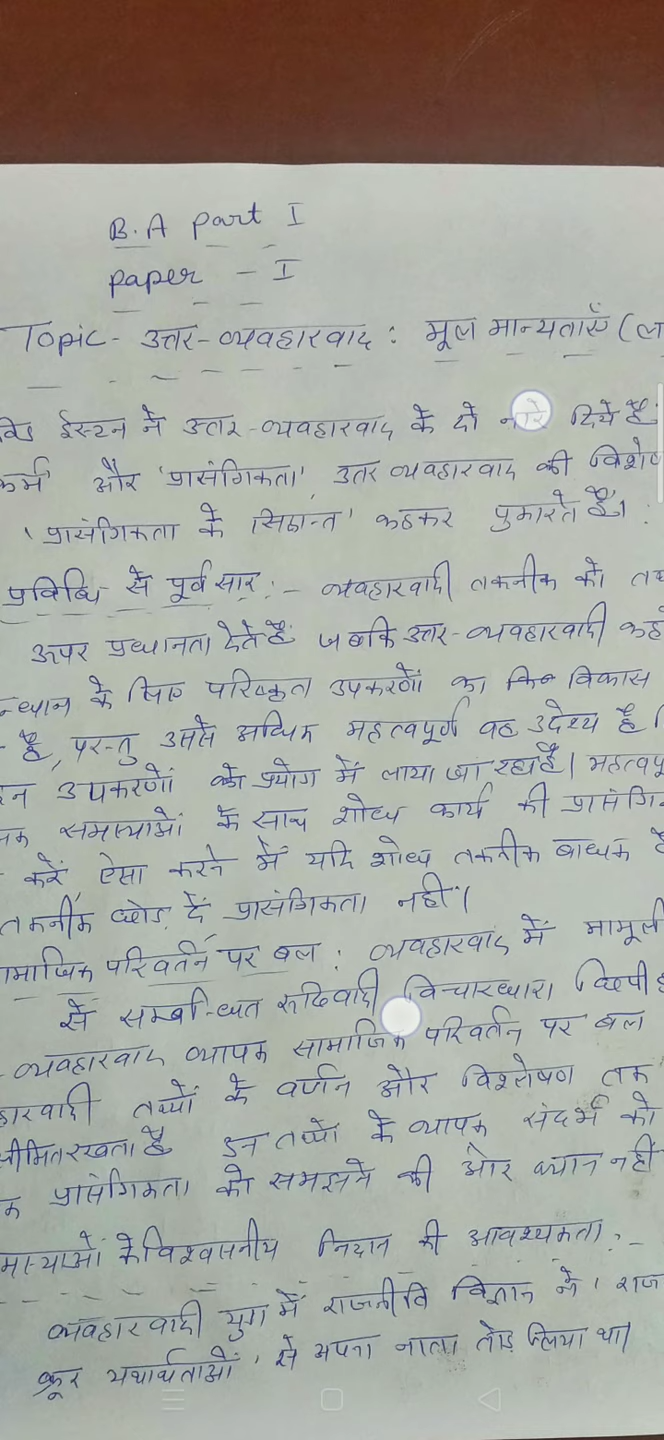 B.A Part I
Paper - I
Topic - उत्तर-व्यवहारवाद : मूल मान्यताएँ (ल
ईस्टन ने उत्तर-व्यवहारवाद के दो नारे दिये हैं
कर्म' और 'प्रासंगिकता' उतर व्यवहारवाद की विशेष
'प्रासंगिकता के सिद्धान्त' कहकर पुकारते हैं।
प्रविधि से पूर्व सार :- व्यवहारवादी तकनीक को तथ
ऊपर प्रधानता देते हैं जबकि उत्तर-व्यवहारवादी कह
न्धान के लिए परिष्कृत उपकरणों का विकास
है, परन्तु उससे अधिक महत्वपूर्ण वह उदेश्य है
उपकरणों को प्रयोग में लाया जा रहा है। महत्वपू
समस्याओं के साथ शोध कार्य की प्रासंगि
करें, ऐसा करने में यदि शोध तकनीक बाधक है
तकनीक छोड़ दें, प्रासंगिकता नहीं।
माजिक परिवर्तन पर बल : व्यवहारवाद में मामूली
से सम्बन्धित रूढिवादी विचारधारा छिपी ह
व्यवहारवाद व्यापक सामाजिक परिवर्तन पर बल
हारवादी तथ्यों के वर्णन और विश्लेषण तक
सीमित रखता है इन तथ्यों के व्यापक संदर्भ को
क प्रासंगिकता को समझने की ओर ध्यान नहीं
मस्याओं के विश्वसनीय निदान की आवश्यकता :-
व्यवहारवादी युग में राजनीति विज्ञान ने 'राज
क्रूर यथार्थताओं' से अपना नाता तोड़ लिया था।